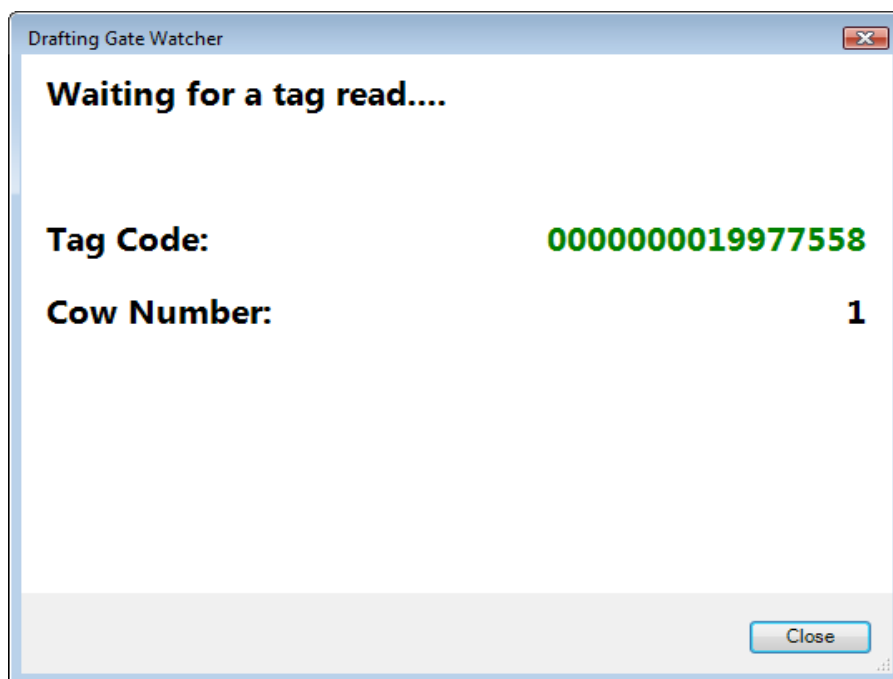 Drafting Gate Watcher
Waiting for a tag read....
Tag Code: 0000000019977558
Cow Number: 1
Close